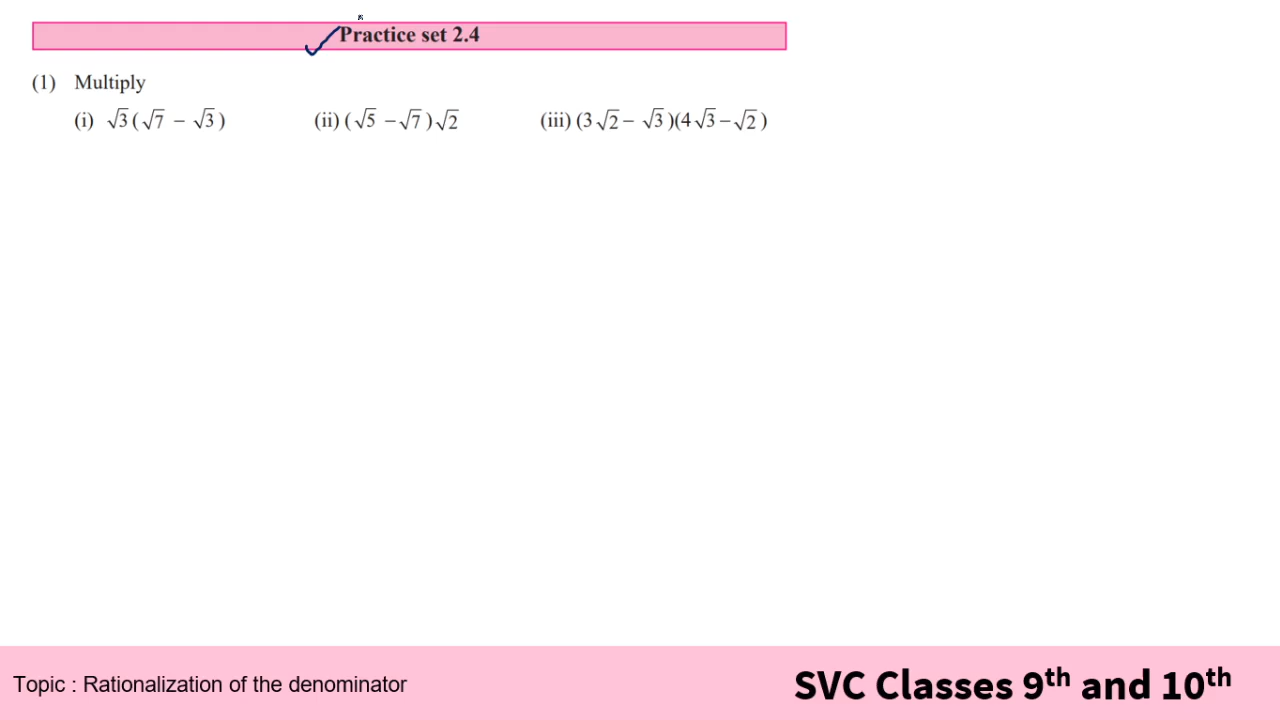 Practice set 2.4
(1) Multiply
(i) √3(√7 − √3) (ii) (√5 − √7)√2 (iii) (3√2 − √3)(4√3 − √2)
Topic : Rationalization of the denominator
SVC Classes 9th and 10th